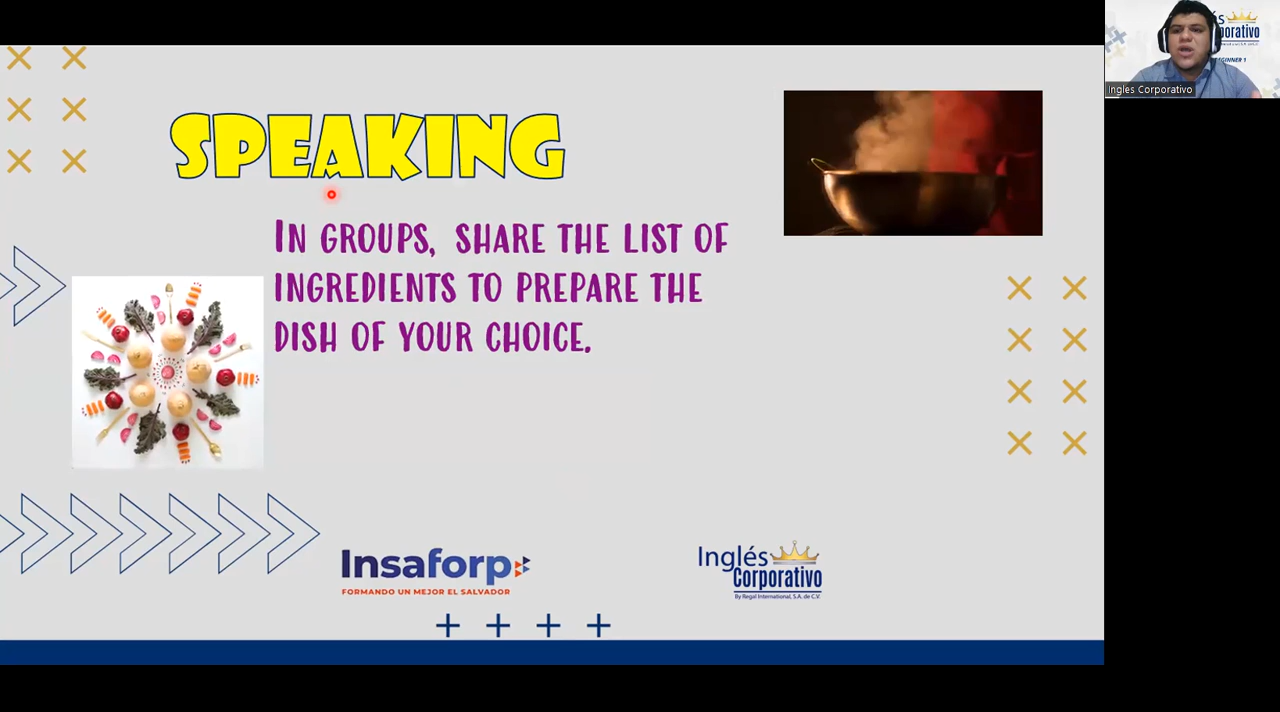 SPEAKING
IN GROUPS, SHARE THE LIST OF
INGREDIENTS TO PREPARE THE
DISH OF YOUR CHOICE.
Insaforp
FORMANDO UN MEJOR EL SALVADOR
Inglés
Corporativo
By Regal International, S.A. de C.V.
Ingles Corporativo